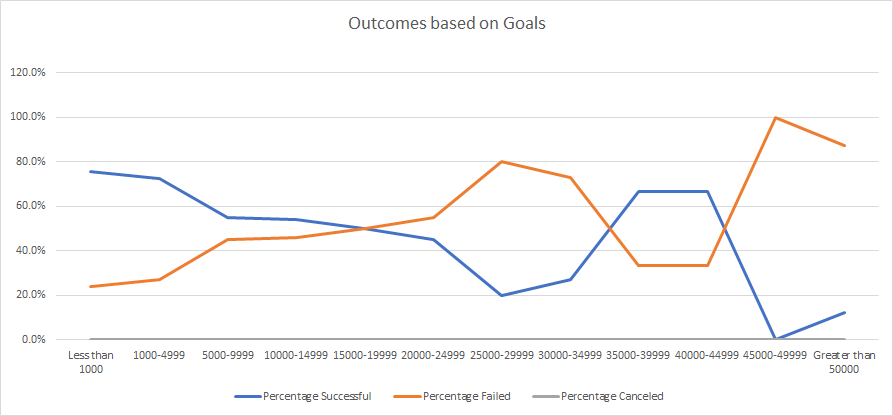 Outcomes based on Goals
120.0%
100.0%
80.0%
60.0%
40.0%
20.0%
0.0%
Less than 1000-4999 5000-9999 10000-14999 15000-19999 20000-24999 25000-29999 30000-34999 35000-39999 40000-44999 45000-49999 Greater than
1000 50000
Percentage Successful Percentage Failed Percentage Canceled